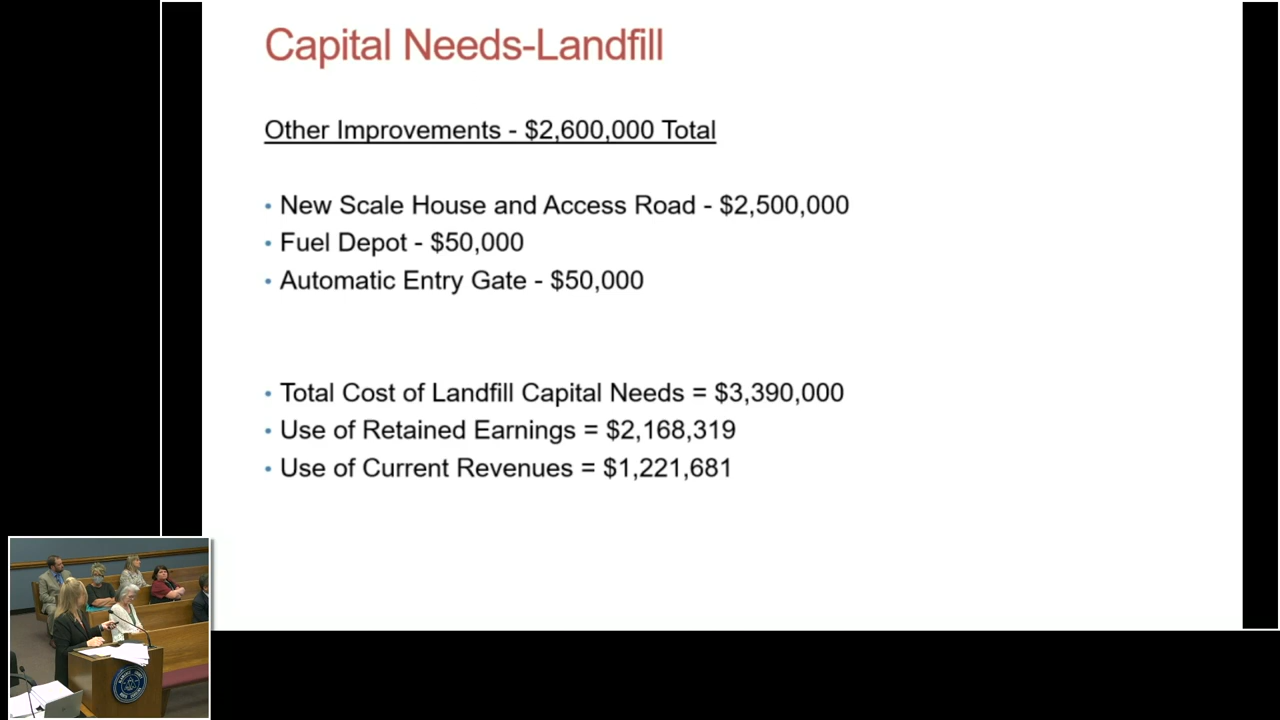 Capital Needs-Landfill
Other Improvements - $2,600,000 Total
• New Scale House and Access Road - $2,500,000
• Fuel Depot - $50,000
• Automatic Entry Gate - $50,000
• Total Cost of Landfill Capital Needs = $3,390,000
• Use of Retained Earnings = $2,168,319
• Use of Current Revenues = $1,221,681